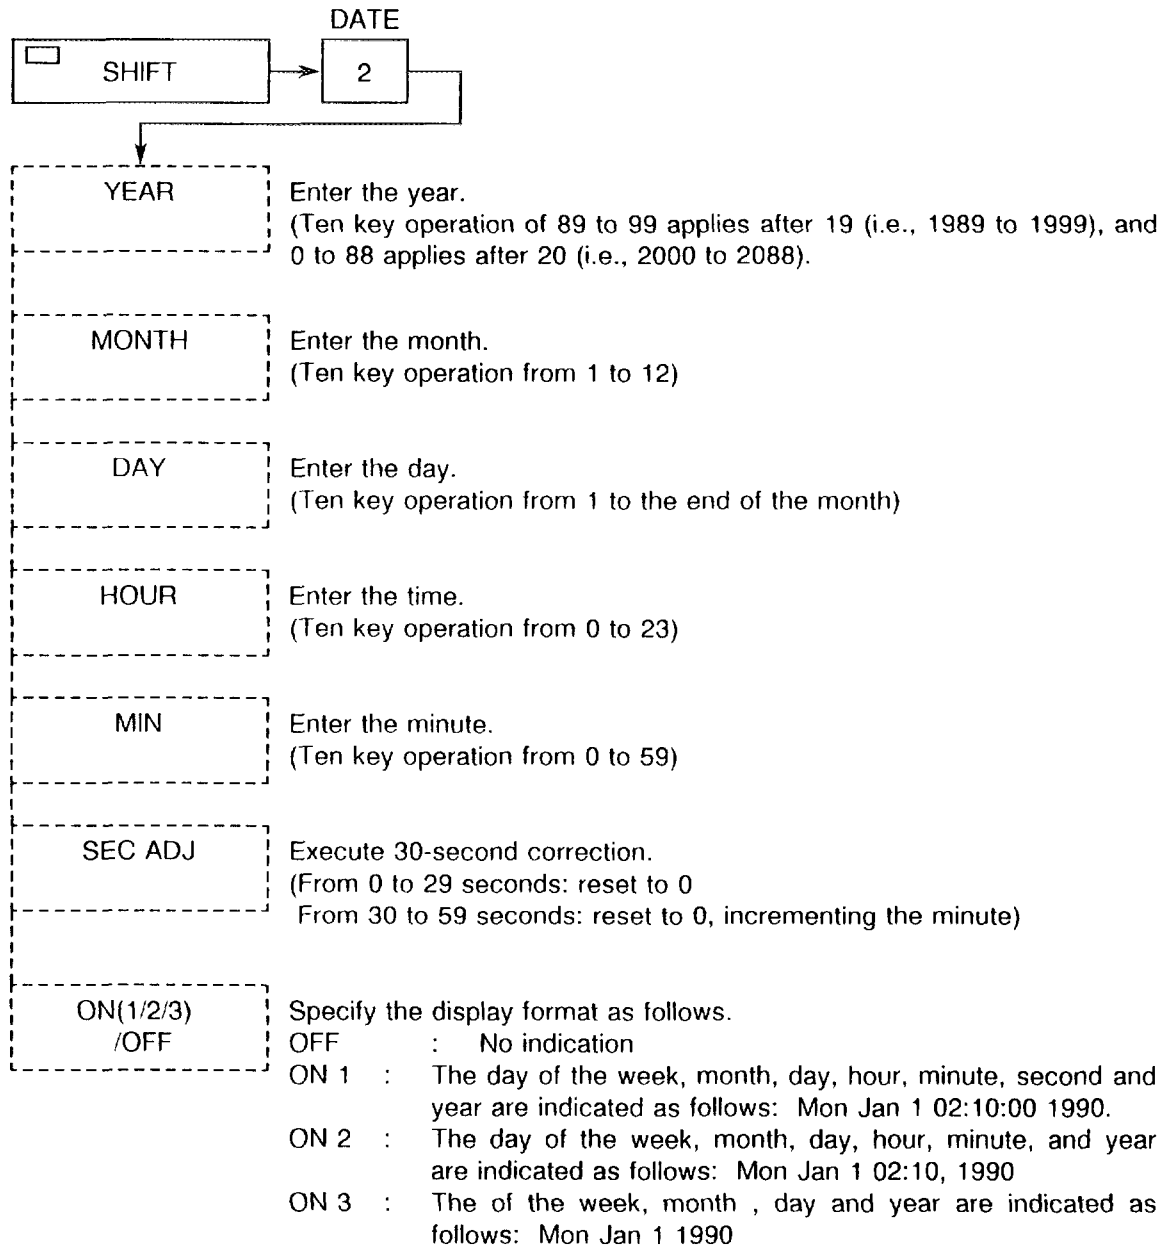 DATE
SHIFT
2
YEAR
Enter the year.
(Ten key operation of 89 to 99 applies after 19 (i.e., 1989 to 1999), and
0 to 88 applies after 20 (i.e., 2000 to 2088).
MONTH
Enter the month.
(Ten key operation from 1 to 12)
DAY
Enter the day.
(Ten key operation from 1 to the end of the month)
HOUR
Enter the time.
(Ten key operation from 0 to 23)
MIN
Enter the minute.
(Ten key operation from 0 to 59)
SEC ADJ
Execute 30-second correction.
(From 0 to 29 seconds: reset to 0
From 30 to 59 seconds: reset to 0, incrementing the minute)
ON(1/2/3)
/OFF
Specify the display format as follows.
OFF : No indication
ON 1 : The day of the week, month, day, hour, minute, second and
year are indicated as follows: Mon Jan 1 02:10:00 1990.
ON 2 : The day of the week, month, day, hour, minute, and year
are indicated as follows: Mon Jan 1 02:10, 1990
ON 3 : The of the week, month , day and year are indicated as
follows: Mon Jan 1 1990